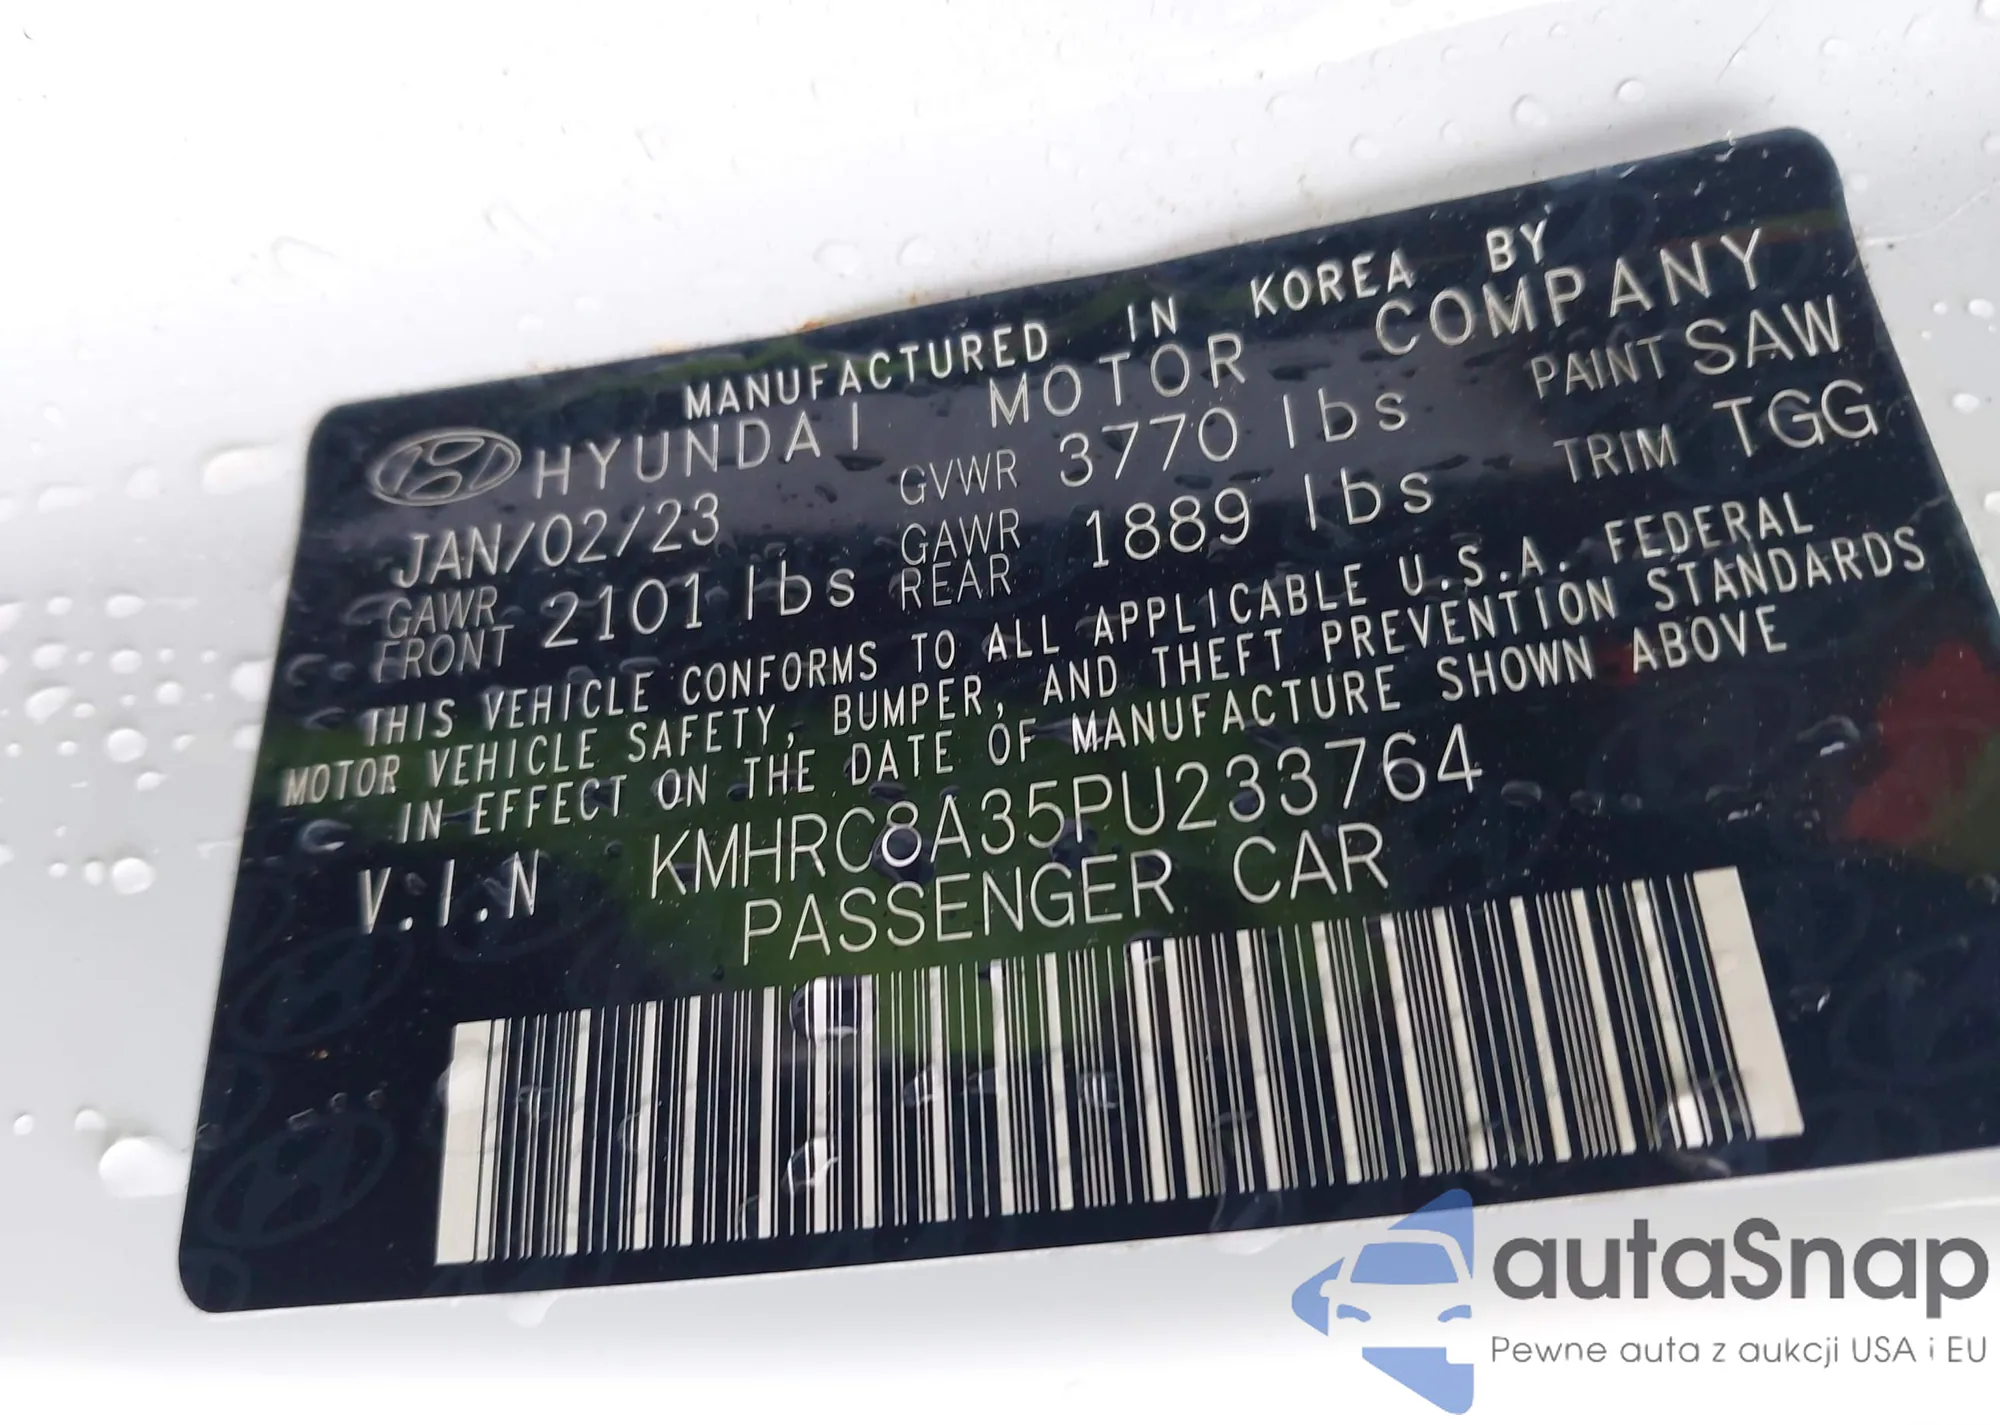 MANUFACTURED IN KOREA BY
HYUNDAI MOTOR COMPANY
JAN/02/23 GVWR 3770 lbs PAINT SAW
GAWR FRONT 2101 lbs GAWR REAR 1889 lbs TRIM TGG
THIS VEHICLE CONFORMS TO ALL APPLICABLE U.S.A. FEDERAL
MOTOR VEHICLE SAFETY, BUMPER, AND THEFT PREVENTION STANDARDS
IN EFFECT ON THE DATE OF MANUFACTURE SHOWN ABOVE
V.I.N KMHRC8A35PU233764
PASSENGER CAR
autaSnap
Pewne auta z aukcji USA i EU